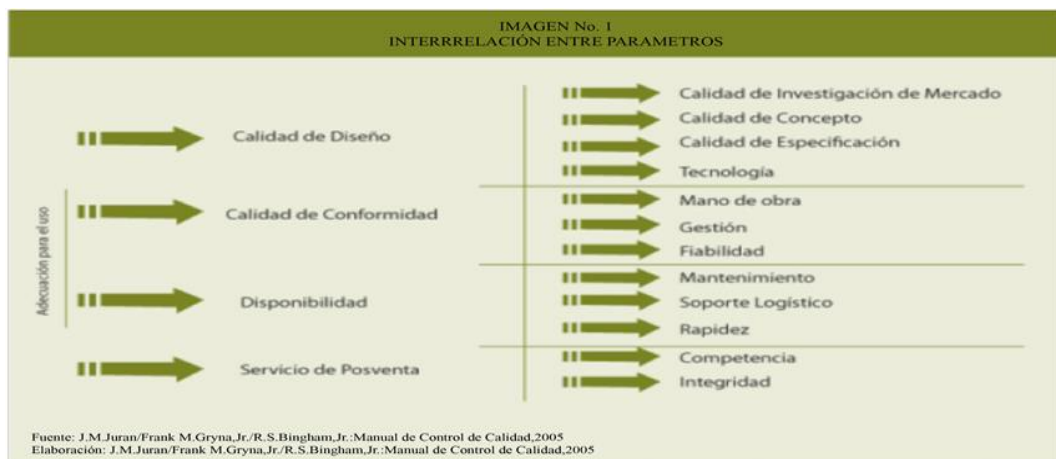 IMAGEN No. 1
INTERRRELACIÓN ENTRE PARAMETROS
Adecuación para el uso
Calidad de Diseño
Calidad de Conformidad
Disponibilidad
Servicio de Posventa
Calidad de Investigación de Mercado
Calidad de Concepto
Calidad de Especificación
Tecnología
Mano de obra
Gestión
Fiabilidad
Mantenimiento
Soporte Logístico
Rapidez
Competencia
Integridad
Fuente: J.M.Juran/Frank M.Gryna,Jr./R.S.Bingham,Jr.:Manual de Control de Calidad,2005
Elaboración: J.M.Juran/Frank M.Gryna,Jr./R.S.Bingham,Jr.:Manual de Control de Calidad,2005